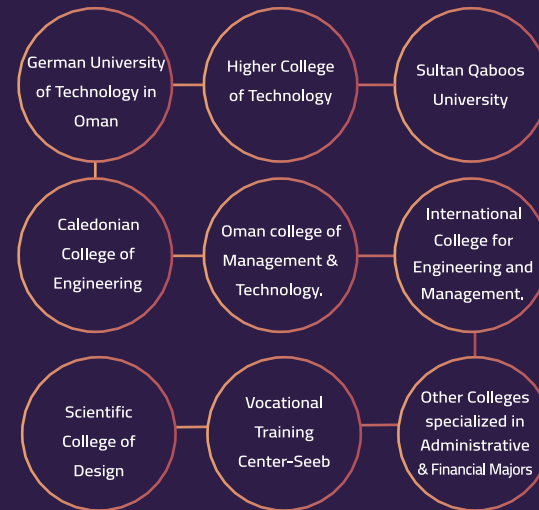 German University
of Technology in
Oman
Higher College
of Technology
Sultan Qaboos
University
Caledonian
College of
Engineering
Oman college of
Management &
Technology.
International
College for
Engineering and
Management.
Scientific
College of
Design
Vocational
Training
Center-Seeb
Other Colleges
specialized in
Administrative
& Financial Majors